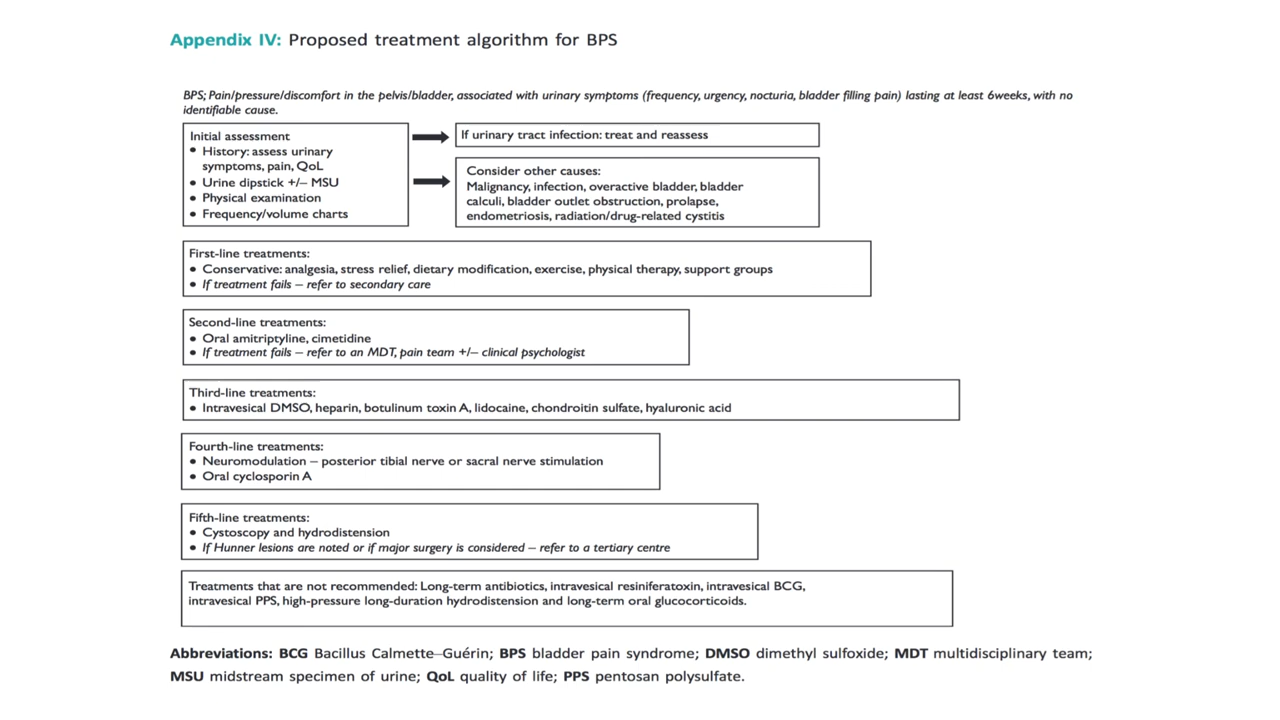 Appendix IV: Proposed treatment algorithm for BPS
BPS; Pain/pressure/discomfort in the pelvis/bladder, associated with urinary symptoms (frequency, urgency, nocturia, bladder filling pain) lasting at least 6weeks, with no
identifiable cause.
Initial assessment
• History: assess urinary
symptoms, pain, QoL
• Urine dipstick +/– MSU
• Physical examination
• Frequency/volume charts
If urinary tract infection: treat and reassess
Consider other causes:
Malignancy, infection, overactive bladder, bladder
calculi, bladder outlet obstruction, prolapse,
endometriosis, radiation/drug-related cystitis
First-line treatments:
• Conservative: analgesia, stress relief, dietary modification, exercise, physical therapy, support groups
• If treatment fails – refer to secondary care
Second-line treatments:
• Oral amitriptyline, cimetidine
• If treatment fails – refer to an MDT, pain team +/– clinical psychologist
Third-line treatments:
• Intravesical DMSO, heparin, botulinum toxin A, lidocaine, chondroitin sulfate, hyaluronic acid
Fourth-line treatments:
• Neuromodulation – posterior tibial nerve or sacral nerve stimulation
• Oral cyclosporin A
Fifth-line treatments:
• Cystoscopy and hydrodistension
• If Hunner lesions are noted or if major surgery is considered – refer to a tertiary centre
Treatments that are not recommended: Long-term antibiotics, intravesical resiniferatoxin, intravesical BCG,
intravesical PPS, high-pressure long-duration hydrodistension and long-term oral glucocorticoids.
Abbreviations: BCG Bacillus Calmette–Guérin; BPS bladder pain syndrome; DMSO dimethyl sulfoxide; MDT multidisciplinary team;
MSU midstream specimen of urine; QoL quality of life; PPS pentosan polysulfate.